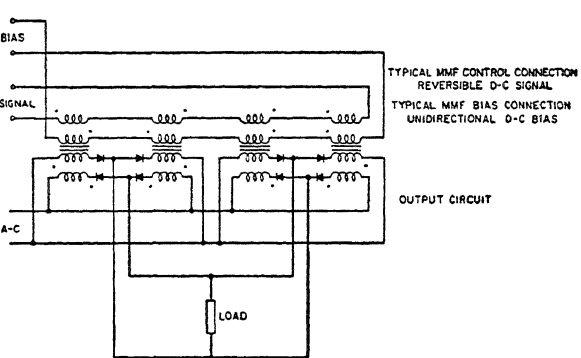 BIAS
TYPICAL MMF CONTROL CONNECTION
REVERSIBLE D-C SIGNAL
SIGNAL
TYPICAL MMF BIAS CONNECTION
UNIDIRECTIONAL D-C BIAS
OUTPUT CIRCUIT
A-C
LOAD